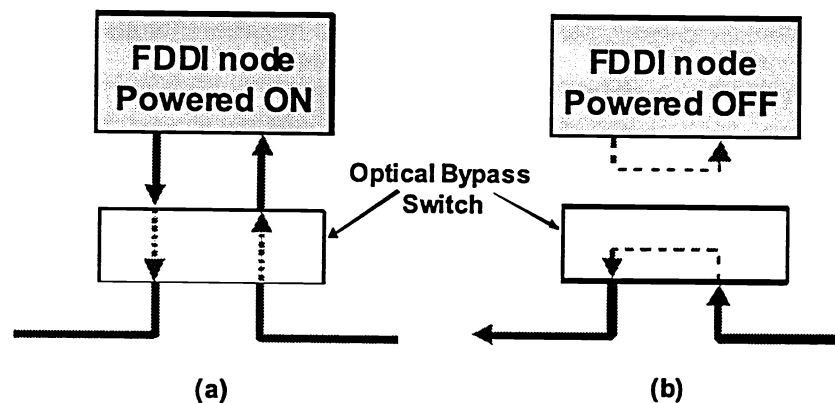 FDDI node
Powered ON
FDDI node
Powered OFF
Optical Bypass
Switch
(a)
(b)